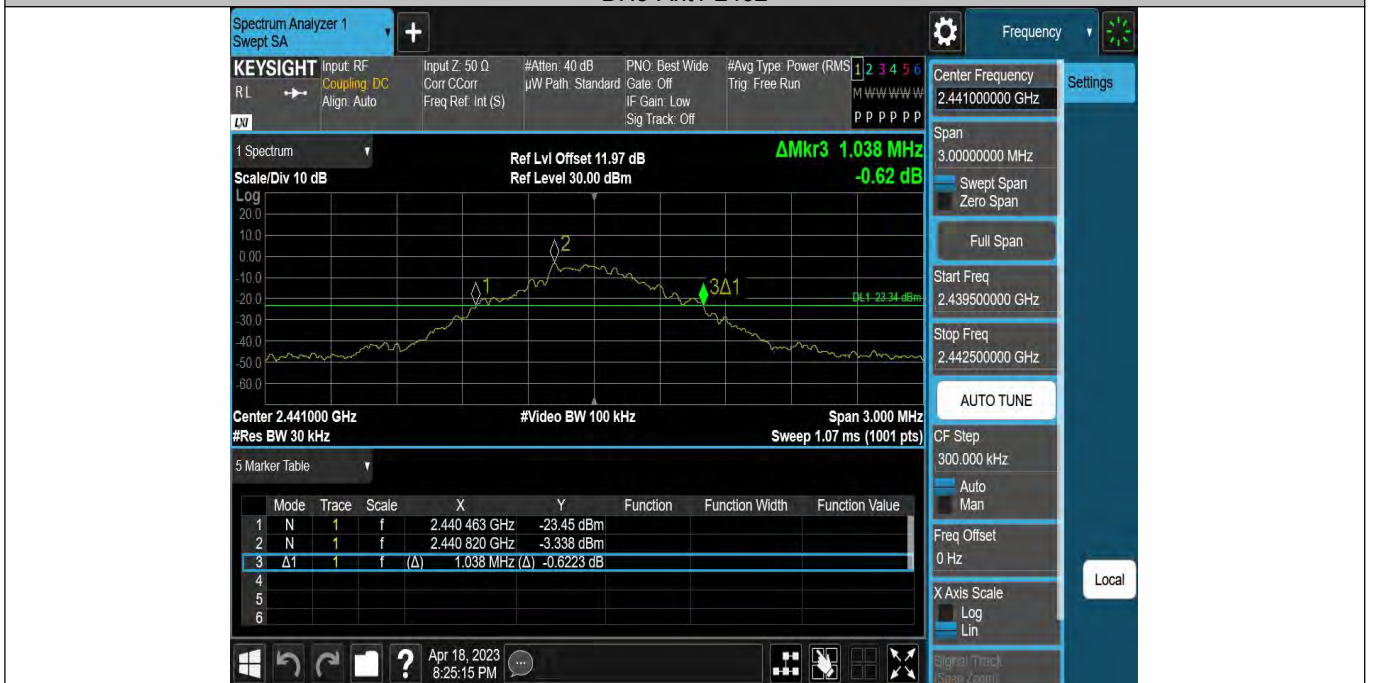 Spectrum Analyzer 1
Swept SA
+
Frequency
KEYSIGHT
RL
LXI
Input: RF
Coupling: DC
Align: Auto
Input Z: 50 Ω
Corr CCorr
Freq Ref: Int (S)
#Atten: 40 dB
µW Path: Standard
PNO: Best Wide
Gate: Off
IF Gain: Low
Sig Track: Off
#Avg Type: Power (RMS
Trig: Free Run
1 2 3 4 5 6
M W W W W W
P P P P P P
Center Frequency
2.441000000 GHz
Settings
1 Spectrum
Scale/Div 10 dB
Ref Lvl Offset 11.97 dB
Ref Level 30.00 dBm
ΔMkr3 1.038 MHz
-0.62 dB
Log
20.0
10.0
0.00
-10.0
-20.0
-30.0
-40.0
-50.0
-60.0
1
2
3Δ1
DL1 -23.34 dBm
Center 2.441000 GHz
#Res BW 30 kHz
#Video BW 100 kHz
Span 3.000 MHz
Sweep 1.07 ms (1001 pts)
Span
3.00000000 MHz
Swept Span
Zero Span
Full Span
Start Freq
2.439500000 GHz
Stop Freq
2.442500000 GHz
AUTO TUNE
CF Step
300.000 kHz
Auto
Man
Freq Offset
0 Hz
X Axis Scale
Log
Lin
Signal Track
(Span Zoom)
Local
5 Marker Table
Mode Trace Scale X Y Function Function Width Function Value
1 N 1 f 2.440 463 GHz -23.45 dBm
2 N 1 f 2.440 820 GHz -3.338 dBm
3 Δ1 1 f (Δ) 1.038 MHz (Δ) -0.6223 dB
4
5
6
?
Apr 18, 2023
8:25:15 PM